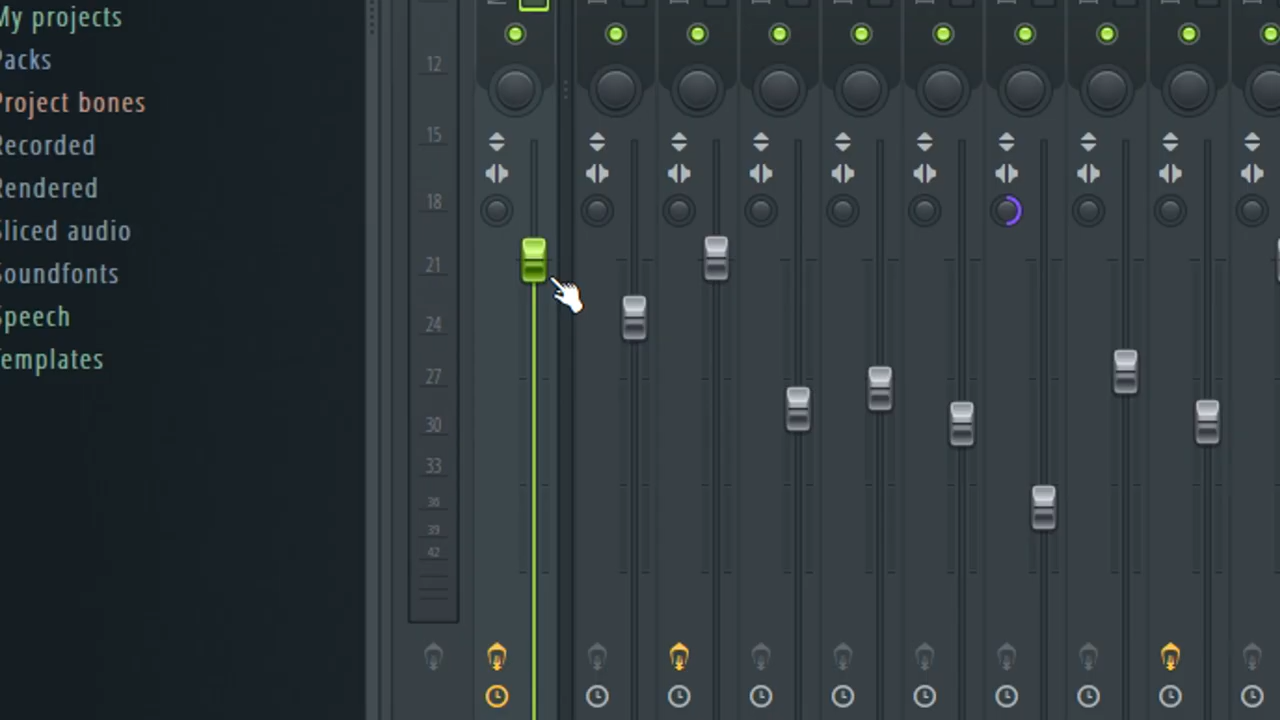 My projects
Packs
Project bones
Recorded
Rendered
Sliced audio
Soundfonts
Speech
Templates
12
15
18
21
24
27
30
33
36
39
42